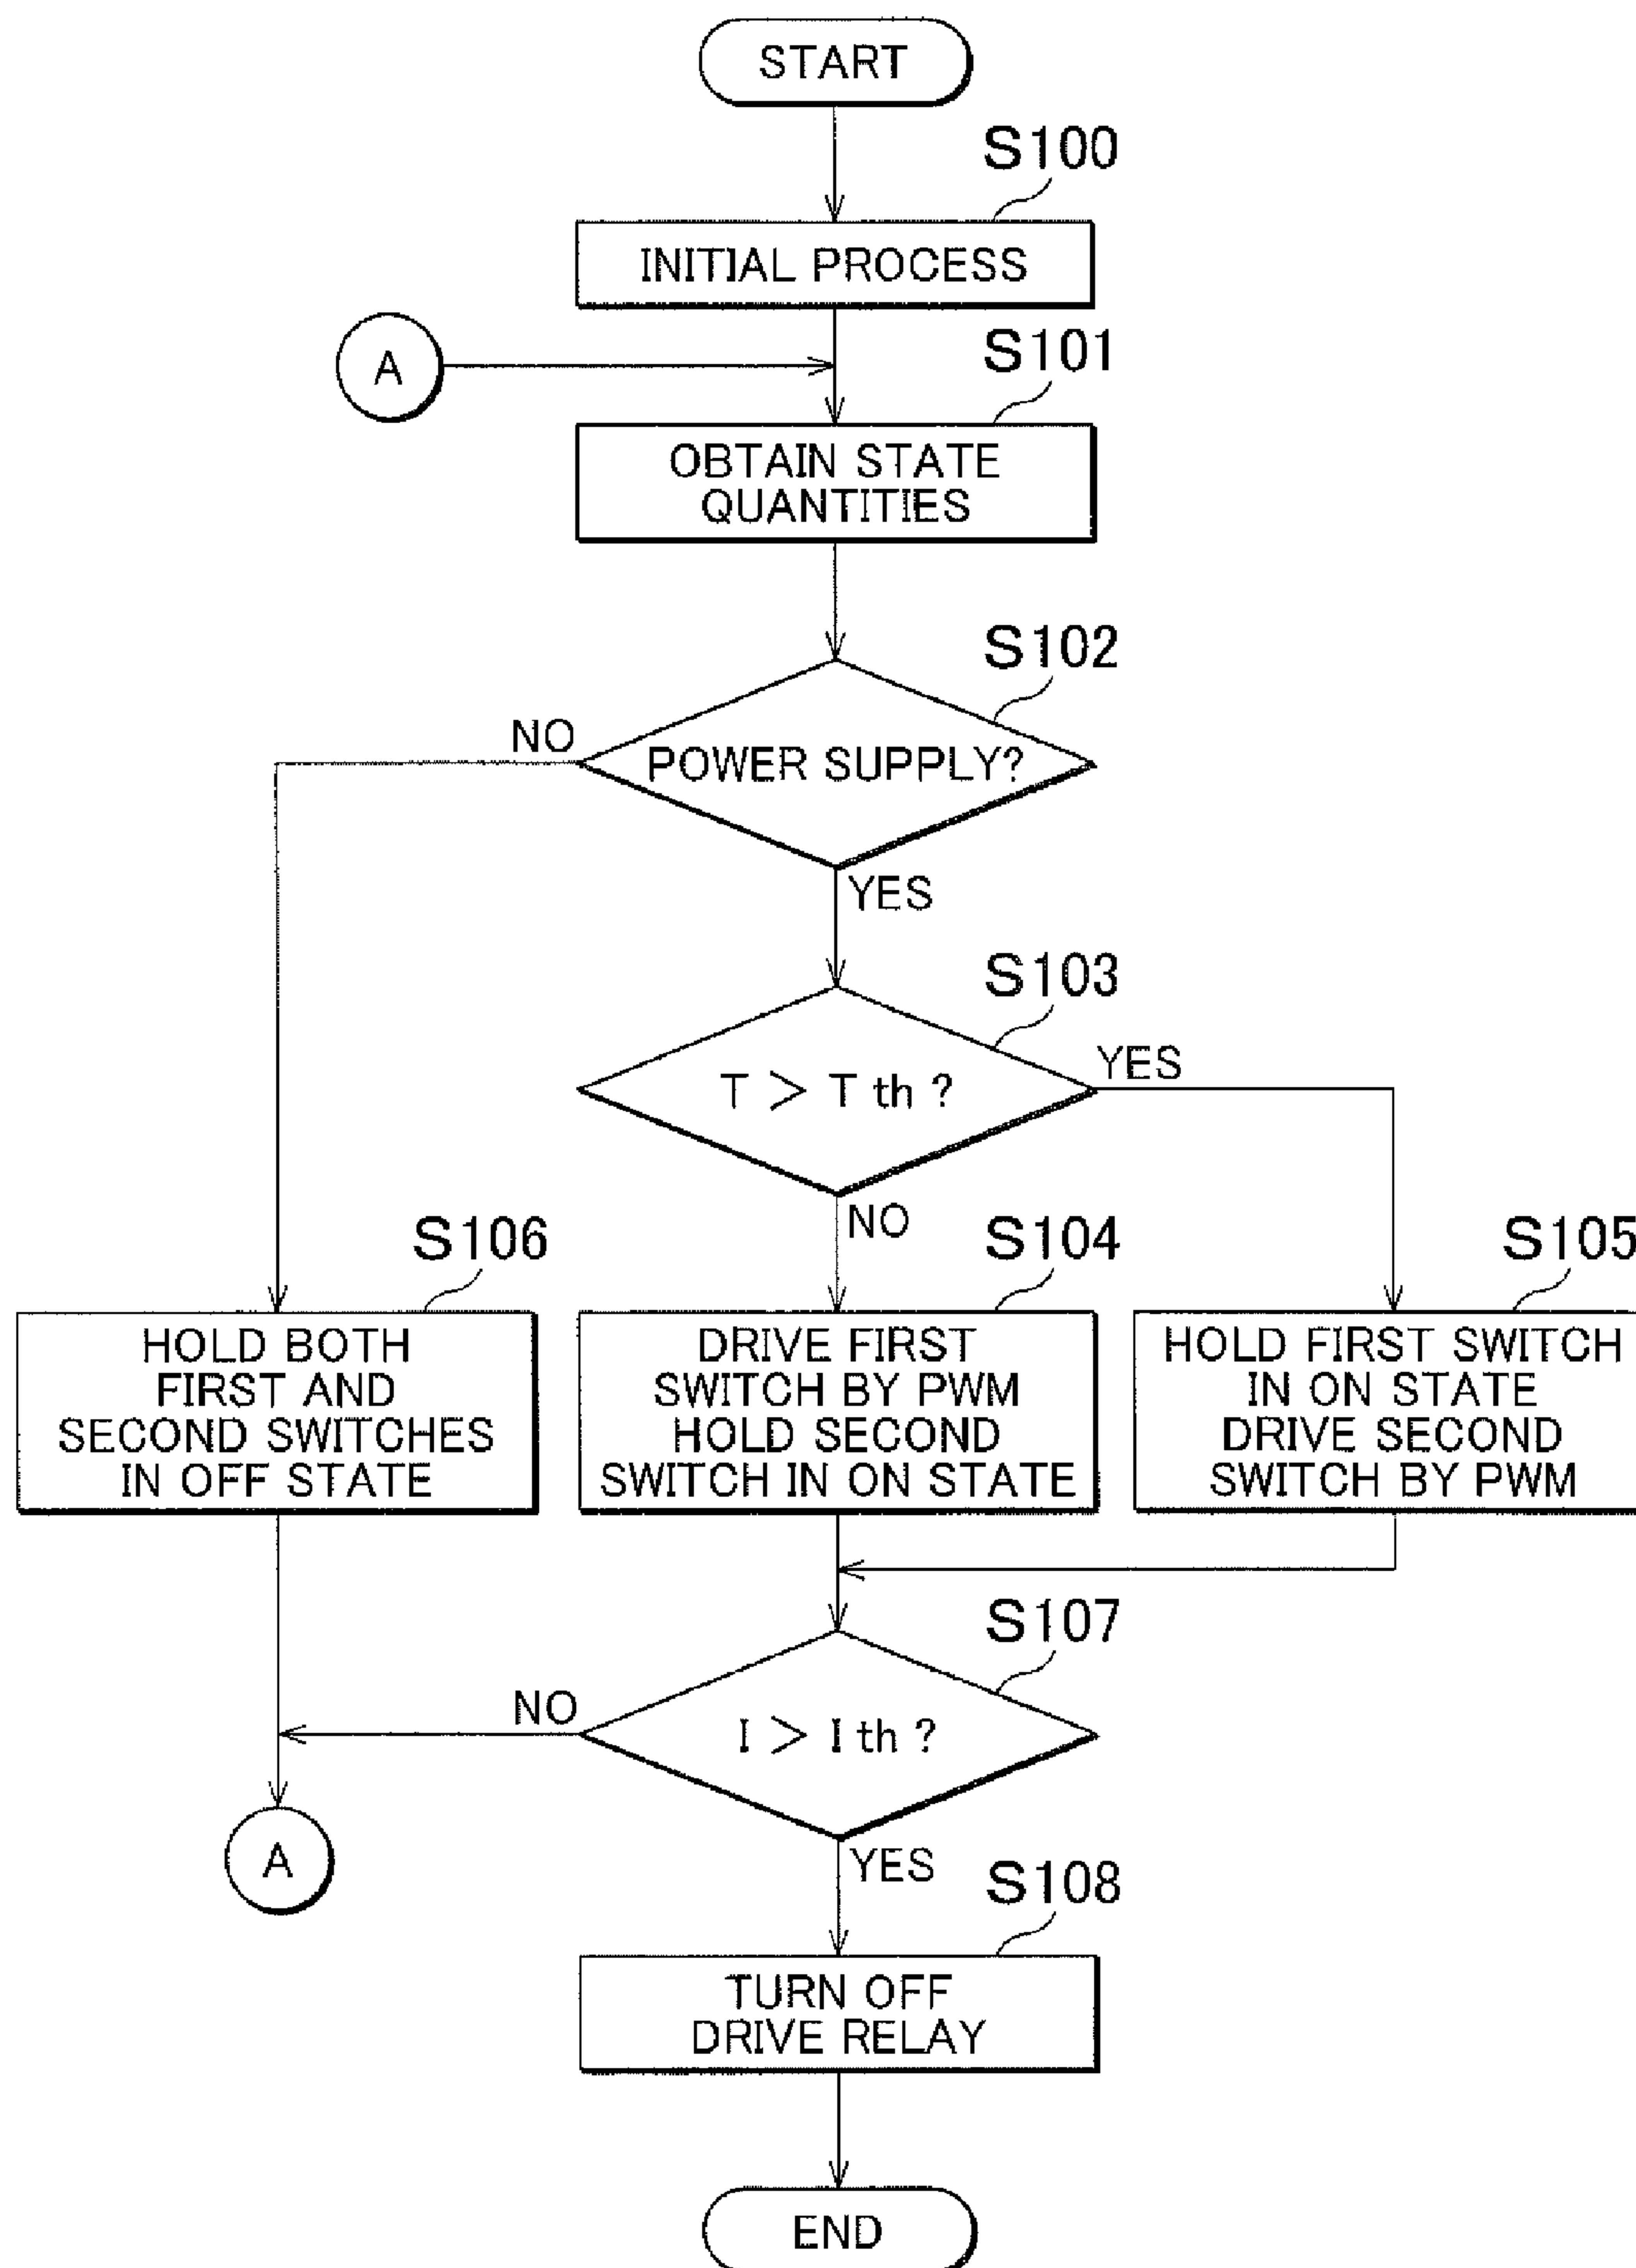 START
S100
INITIAL PROCESS
A
S101
OBTAIN STATE
QUANTITIES
S102
NO
POWER SUPPLY?
YES
S103
YES
T > T th ?
NO
S106
S104
S105
HOLD BOTH
FIRST AND
SECOND SWITCHES
IN OFF STATE
DRIVE FIRST
SWITCH BY PWM
HOLD SECOND
SWITCH IN ON STATE
HOLD FIRST SWITCH
IN ON STATE
DRIVE SECOND
SWITCH BY PWM
S107
NO
I > I th ?
A
YES
S108
TURN OFF
DRIVE RELAY
END